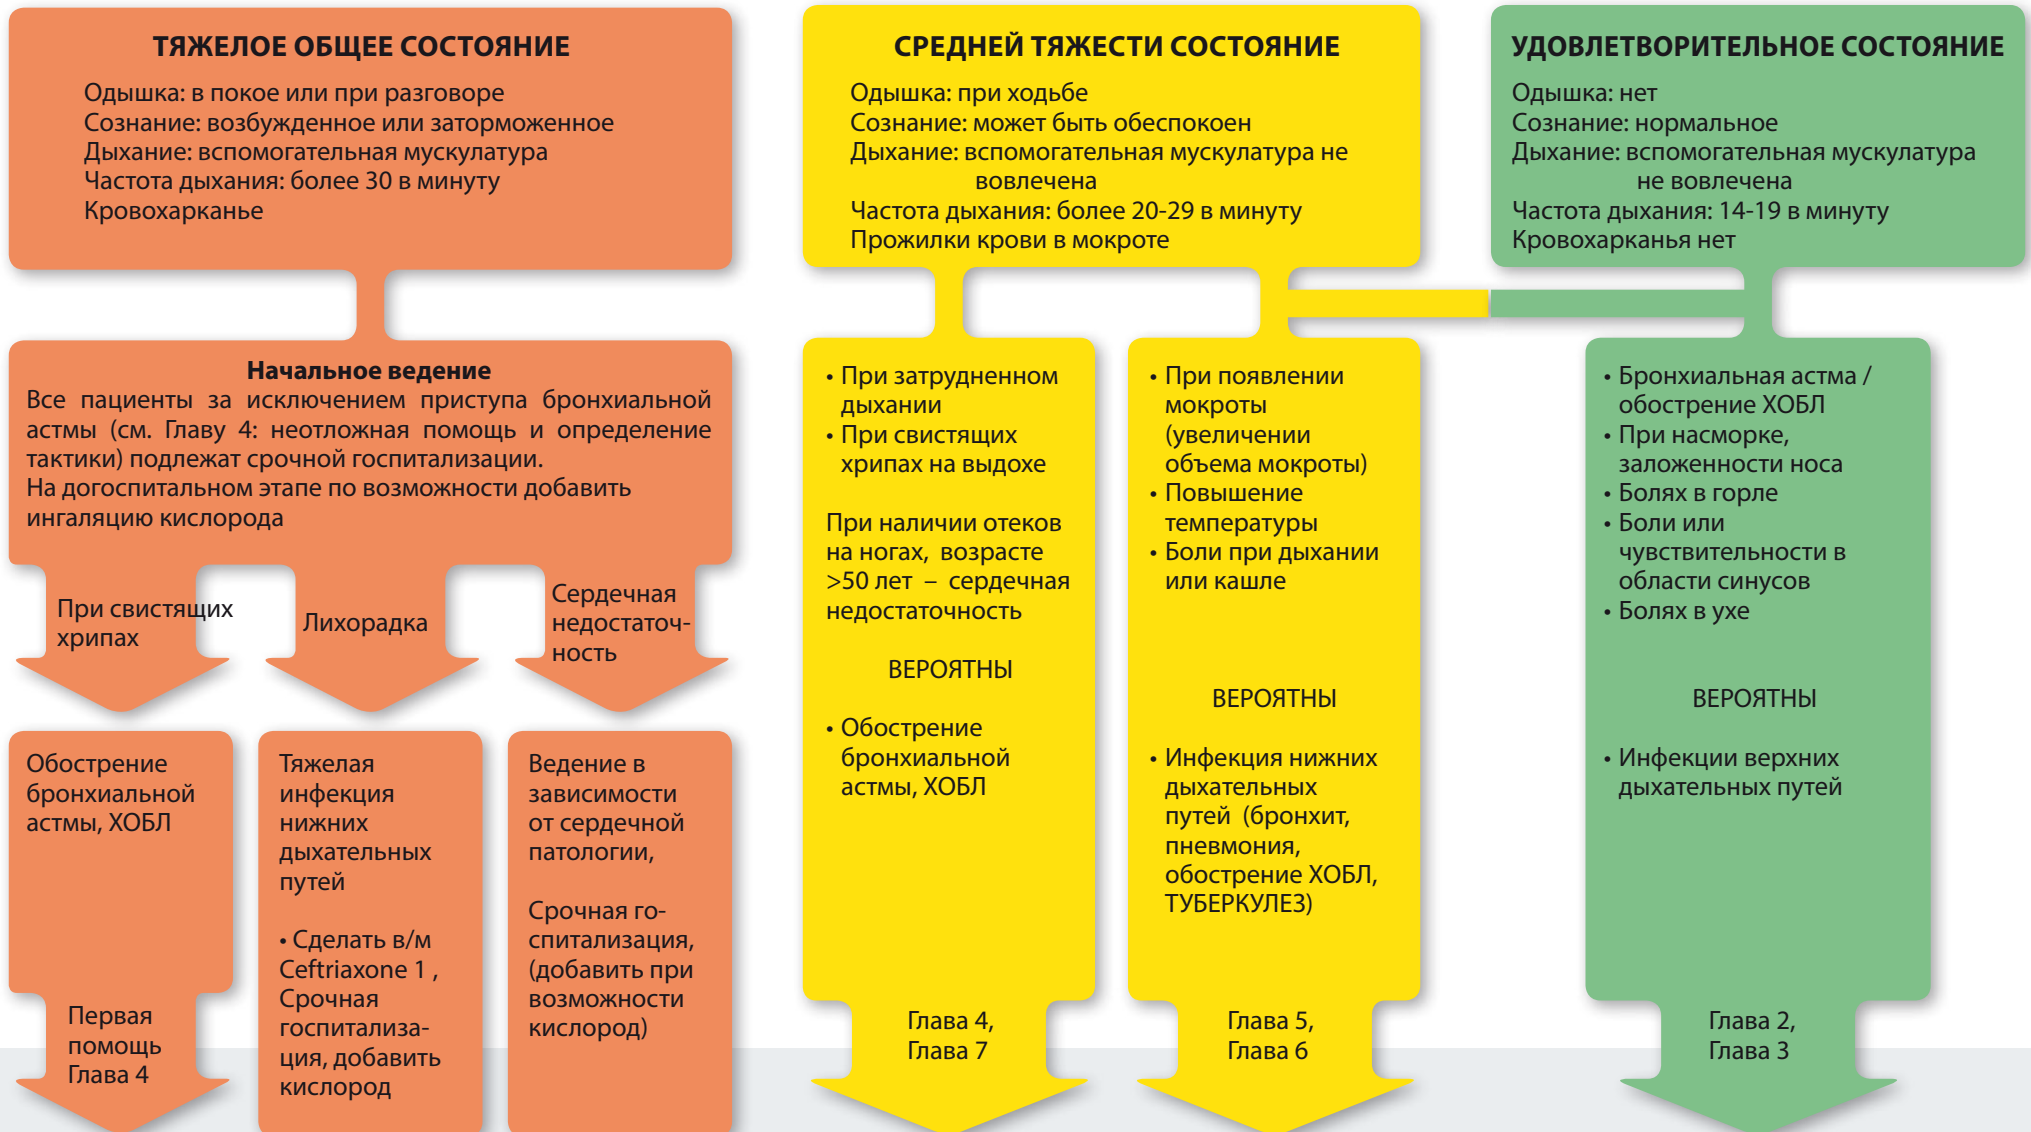 ТЯЖЕЛОЕ ОБЩЕЕ СОСТОЯНИЕ
Одышка: в покое или при разговоре
Сознание: возбужденное или заторможенное
Дыхание: вспомогательная мускулатура
Частота дыхания: более 30 в минуту
Кровохарканье
Начальное ведение
Все пациенты за исключением приступа бронхиальной
астмы (см. Главу 4: неотложная помощь и определение
тактики) подлежат срочной госпитализации.
На догоспитальном этапе по возможности добавить
ингаляцию кислорода
При свистящих
хрипах
Лихорадка
Сердечная
недостаточ-
ность
Обострение
бронхиальной
астмы, ХОБЛ
Первая
помощь
Глава 4
Тяжелая
инфекция
нижних
дыхательных
путей
• Сделать в/м
Ceftriaxone 1 ,
Срочная
госпитализа-
ция, добавить
кислород
Ведение в
зависимости
от сердечной
патологии,
Срочная го-
спитализация,
(добавить при
возможности
кислород)
СРЕДНЕЙ ТЯЖЕСТИ СОСТОЯНИЕ
Одышка: при ходьбе
Сознание: может быть обеспокоен
Дыхание: вспомогательная мускулатура не
вовлечена
Частота дыхания: более 20-29 в минуту
Прожилки крови в мокроте
• При затрудненном
дыхании
• При свистящих
хрипах на выдохе
При наличии отеков
на ногах, возрасте
>50 лет – сердечная
недостаточность
ВЕРОЯТНЫ
• Обострение
бронхиальной
астмы, ХОБЛ
Глава 4,
Глава 7
• При появлении
мокроты
(увеличении
объема мокроты)
• Повышение
температуры
• Боли при дыхании
или кашле
ВЕРОЯТНЫ
• Инфекция нижних
дыхательных
путей (бронхит,
пневмония,
обострение ХОБЛ,
ТУБЕРКУЛЕЗ)
Глава 5,
Глава 6
УДОВЛЕТВОРИТЕЛЬНОЕ СОСТОЯНИЕ
Одышка: нет
Сознание: нормальное
Дыхание: вспомогательная мускулатура
не вовлечена
Частота дыхания: 14-19 в минуту
Кровохарканья нет
• Бронхиальная астма /
обострение ХОБЛ
• При насморке,
заложенности носа
• Болях в горле
• Боли или
чувствительности в
области синусов
• Болях в ухе
ВЕРОЯТНЫ
• Инфекции верхних
дыхательных путей
Глава 2,
Глава 3